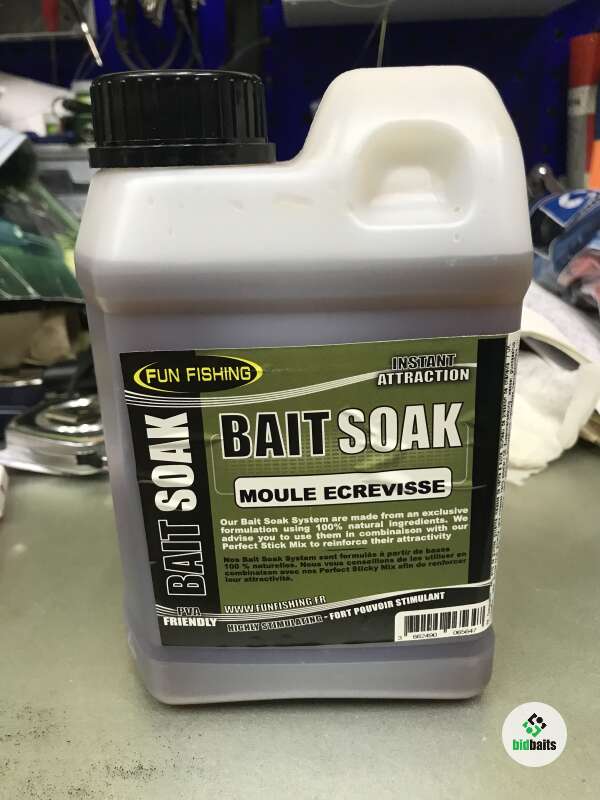 FUN FISHING
INSTANT
ATTRACTION
BAIT SOAK
BAIT SOAK
MOULE ECREVISSE
Our Bait Soak System are made from an exclusive
formulation using 100% natural ingredients. We
advise you to use them in combinaison with our
Perfect Stick Mix to reinforce their attractivity
Nos Bait Soak System sont formulés à partir de bases
100 % naturelles. Nous vous conseillons de les utiliser en
combinaison avec nos Perfect Sticky Mix afin de renforcer
leur attractivité.
PVA
FRIENDLY
WWW.FUNFISHING.FR
HIGHLY STIMULATING - FORT POUVOIR STIMULANT
3 662490 065647
bidbaits